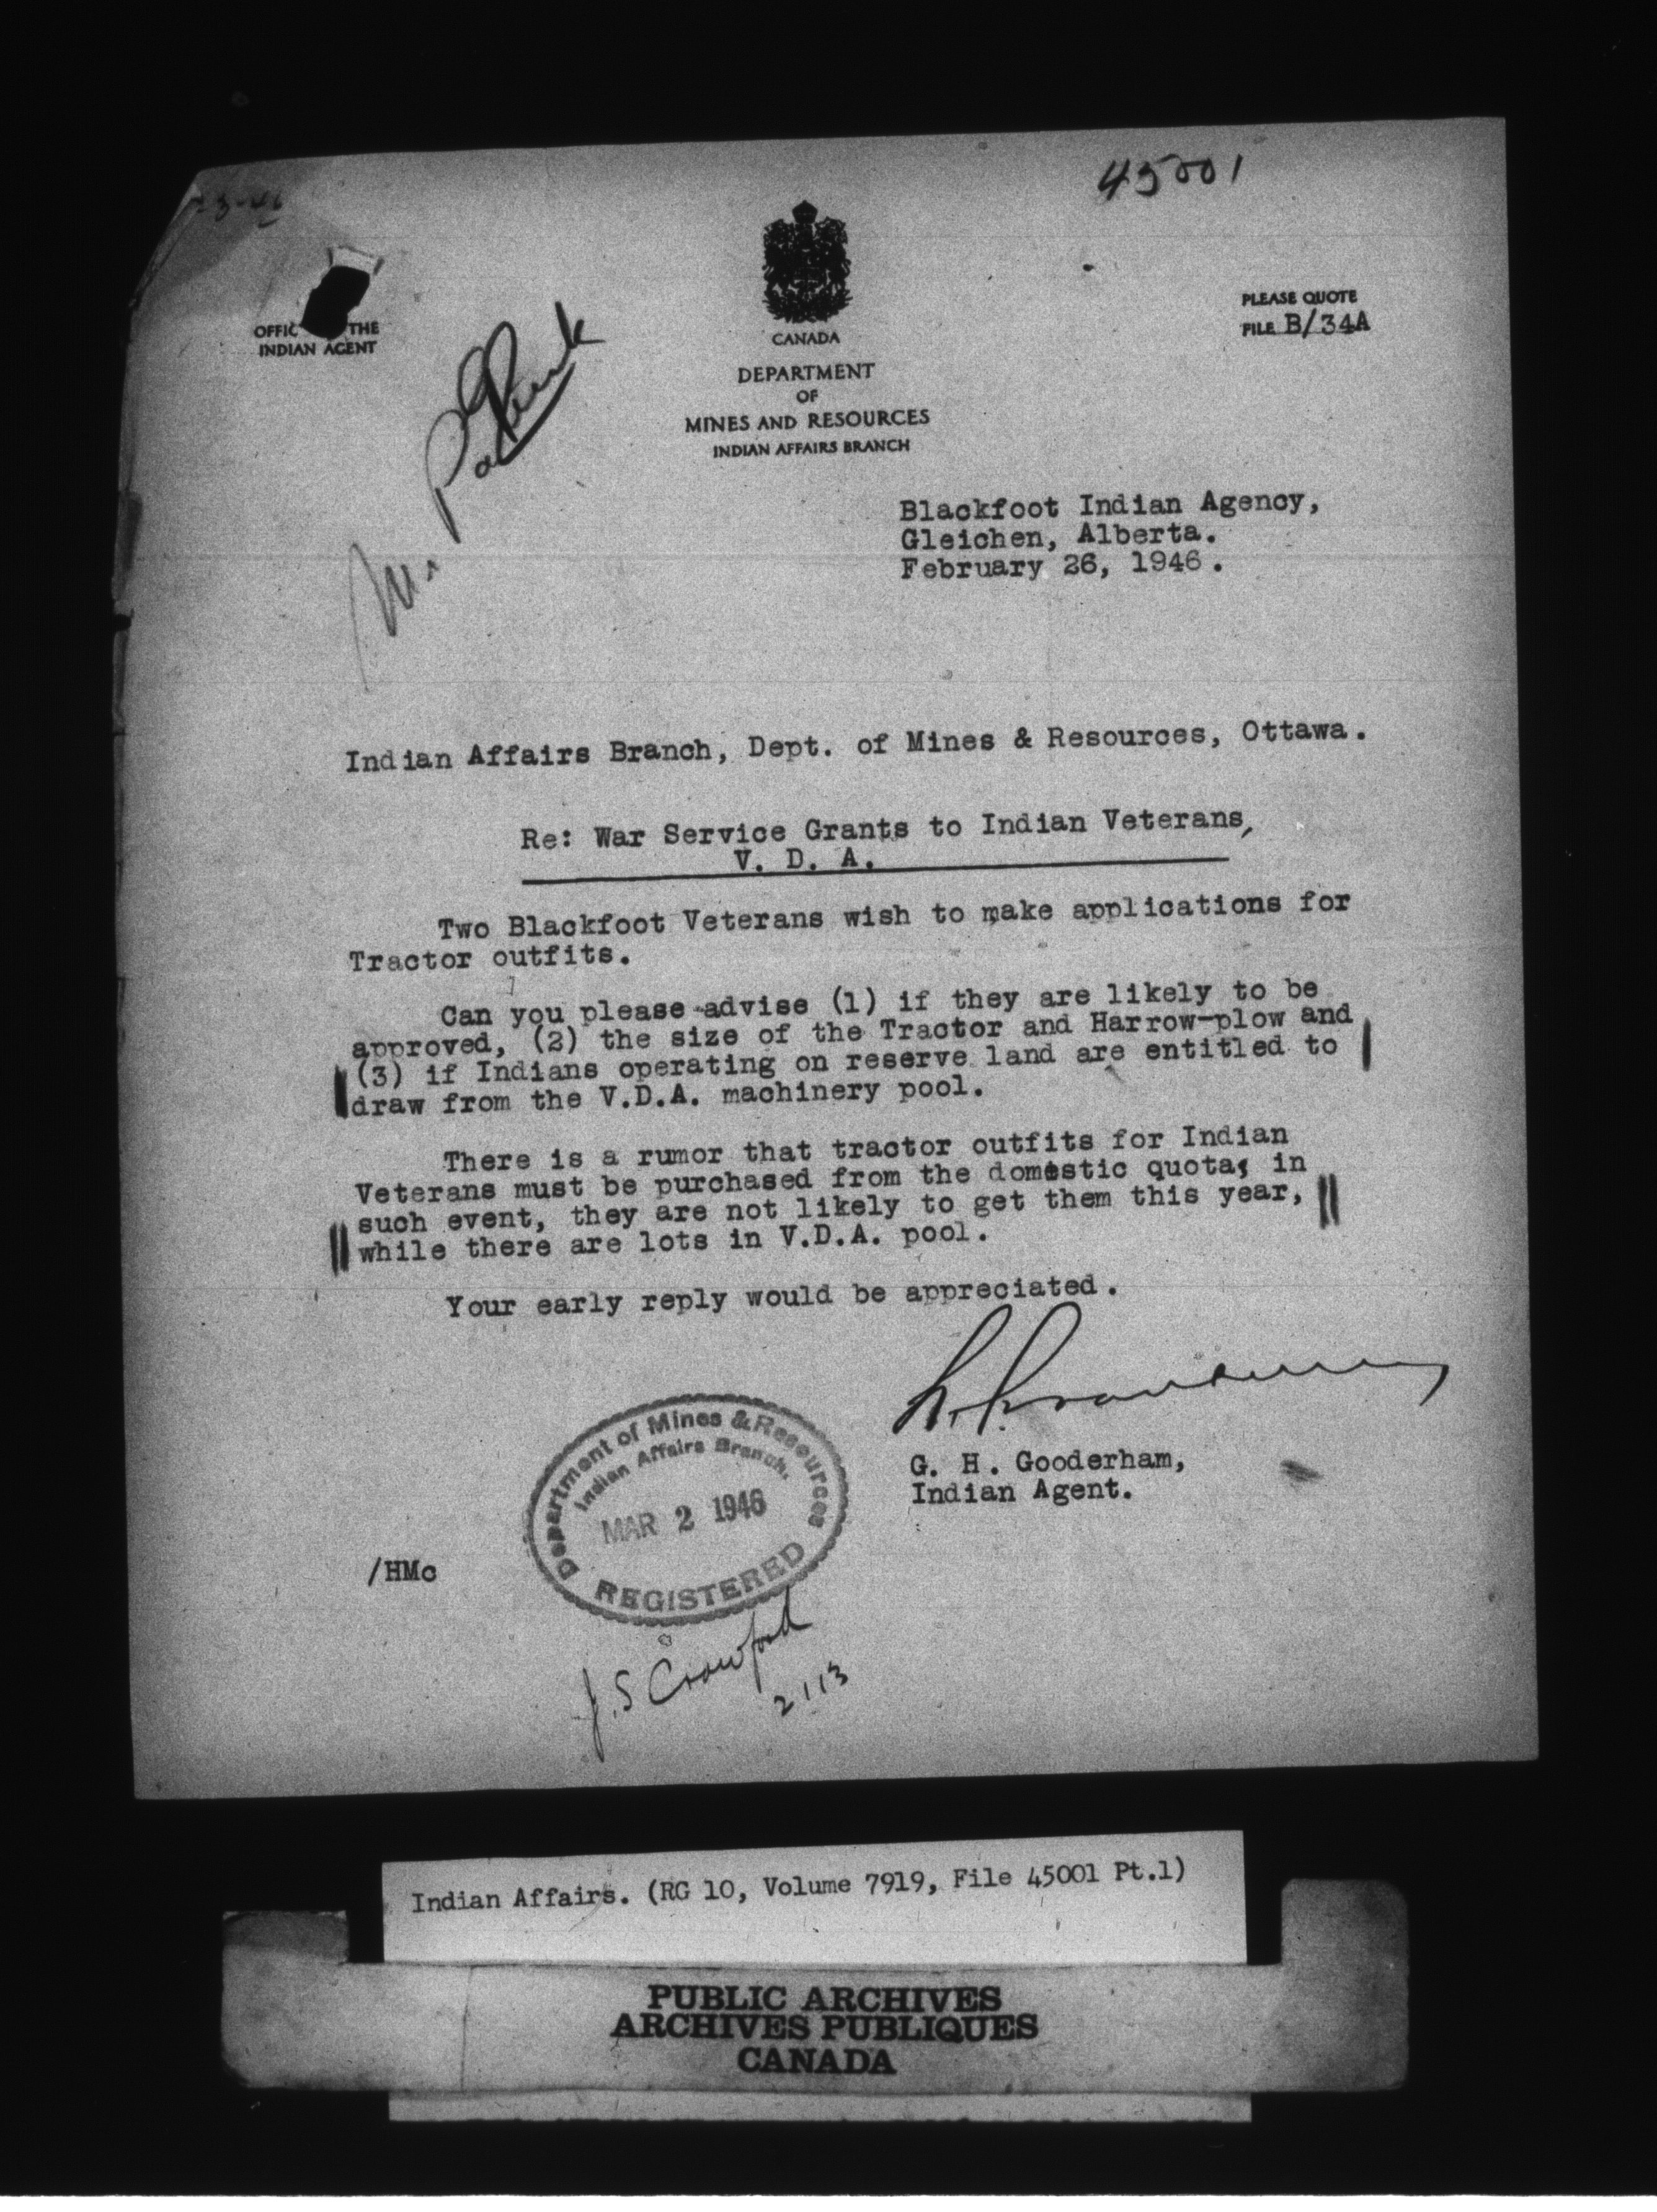 45001
OFFIC THE
INDIAN AGENT
CANADA
DEPARTMENT
OF
MINES AND RESOURCES
INDIAN AFFAIRS BRANCH
PLEASE QUOTE
FILE B/34A
Mr Patrick
Blackfoot Indian Agency,
Gleichen, Alberta.
February 26, 1946.
Indian Affairs Branch, Dept. of Mines & Resources, Ottawa.
Re: War Service Grants to Indian Veterans,
V. D. A.
Two Blackfoot Veterans wish to make applications for
Tractor outfits.
Can you please advise (1) if they are likely to be
approved, (2) the size of the Tractor and Harrow-plow and
(3) if Indians operating on reserve land are entitled to
draw from the V.D.A. machinery pool.
There is a rumor that tractor outfits for Indian
Veterans must be purchased from the domestic quota; in
such event, they are not likely to get them this year,
while there are lots in V.D.A. pool.
Your early reply would be appreciated.
G. H. Gooderham,
Indian Agent.
Department of Mines & Resources
Indian Affairs Branch.
MAR 2 1946
REGISTERED
/HMc
J. S Crawford
2113
Indian Affairs. (RG 10, Volume 7919, File 45001 Pt.1)
PUBLIC ARCHIVES
ARCHIVES PUBLIQUES
CANADA